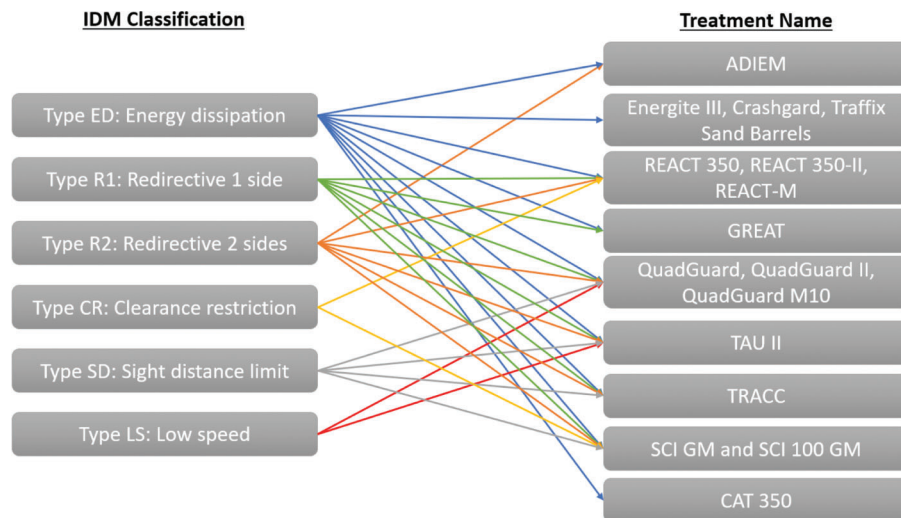 IDM Classification
Type ED: Energy dissipation
Type R1: Redirective 1 side
Type R2: Redirective 2 sides
Type CR: Clearance restriction
Type SD: Sight distance limit
Type LS: Low speed
Treatment Name
ADIEM
Energite III, Crashgard, Traffix
Sand Barrels
REACT 350, REACT 350-II,
REACT-M
GREAT
QuadGuard, QuadGuard II,
QuadGuard M10
TAU II
TRACC
SCI GM and SCI 100 GM
CAT 350